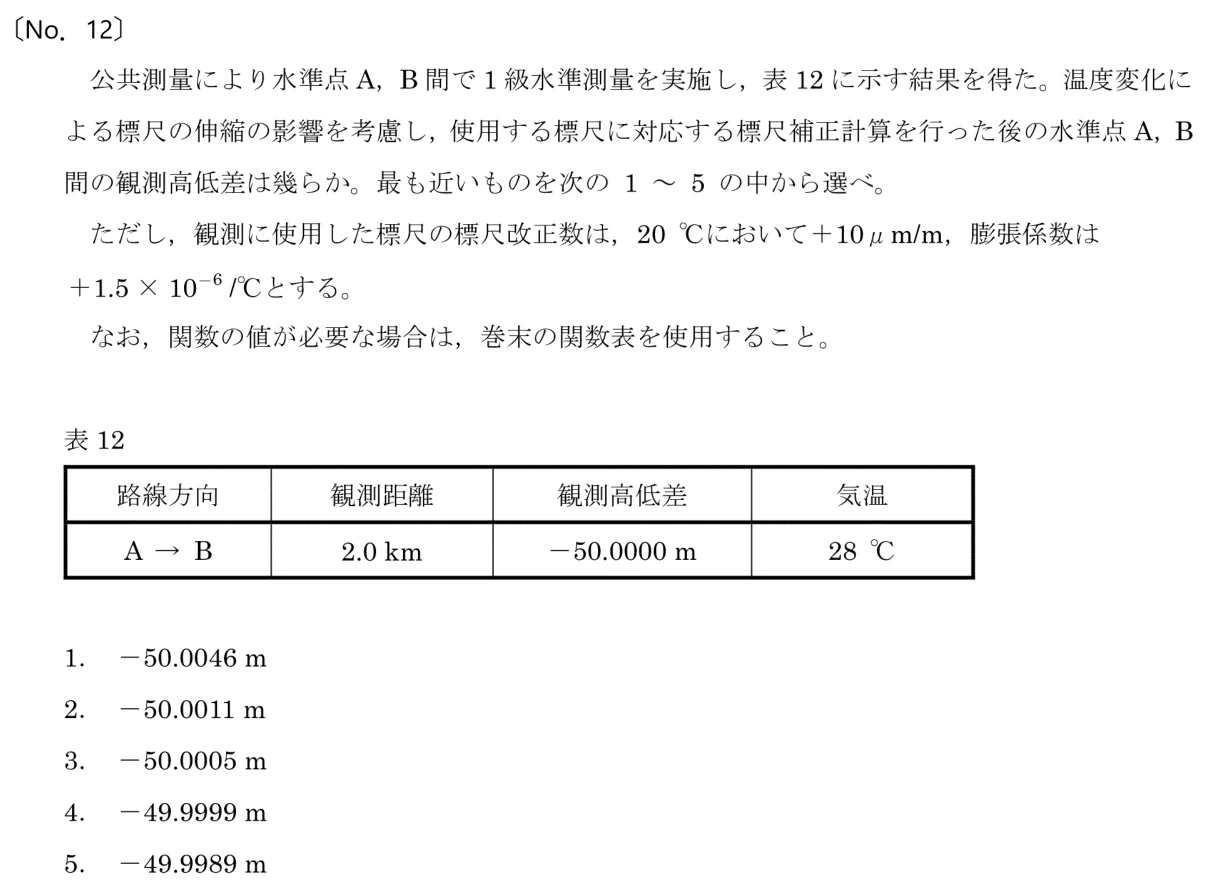 〔No. 12〕
公共測量により水準点 A，B 間で 1 級水準測量を実施し，表 12 に示す結果を得た。温度変化に
よる標尺の伸縮の影響を考慮し，使用する標尺に対応する標尺補正計算を行った後の水準点 A，B
間の観測高低差は幾らか。最も近いものを次の 1 ～ 5 の中から選べ。
ただし，観測に使用した標尺の標尺改正数は，20 ℃において＋10 μm/m，膨張係数は
＋1.5 × 10⁻⁶ /℃とする。
なお，関数の値が必要な場合は，巻末の関数表を使用すること。
表 12
路線方向 観測距離 観測高低差 気温
A → B 2.0 km －50.0000 m 28 ℃
1. －50.0046 m
2. －50.0011 m
3. －50.0005 m
4. －49.9999 m
5. －49.9989 m